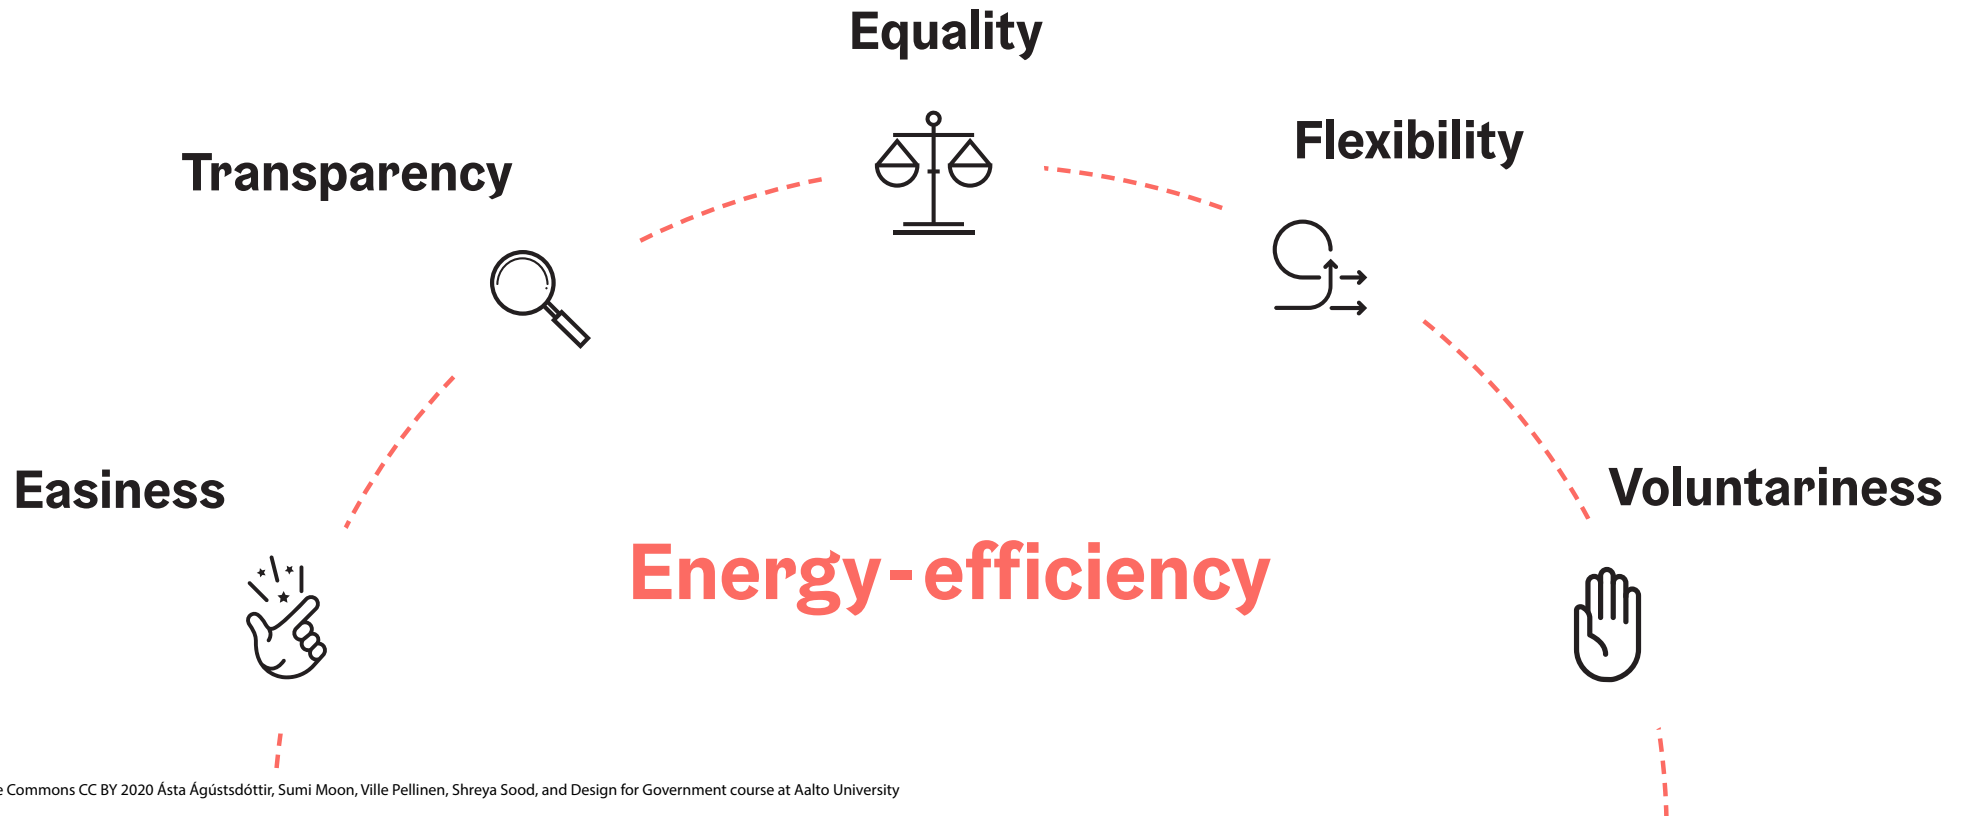 Equality
Flexibility
Transparency
Easiness
Voluntariness
Energy-efficiency
Commons CC BY 2020 Ásta Ágústsdóttir, Sumi Moon, Ville Pellinen, Shreya Sood, and Design for Government course at Aalto University